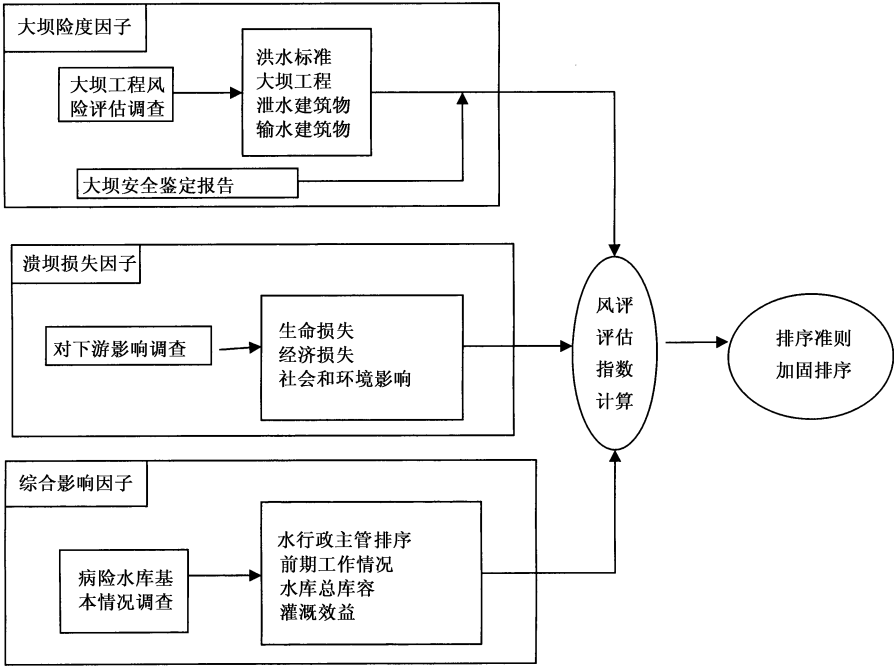 大坝险度因子
大坝工程风
险评估调查
洪水标准
大坝工程
泄水建筑物
输水建筑物
大坝安全鉴定报告
溃坝损失因子
对下游影响调查
生命损失
经济损失
社会和环境影响
综合影响因子
病险水库基
本情况调查
水行政主管排序
前期工作情况
水库总库容
灌溉效益
风评
评估
指数
计算
排序准则
加固排序